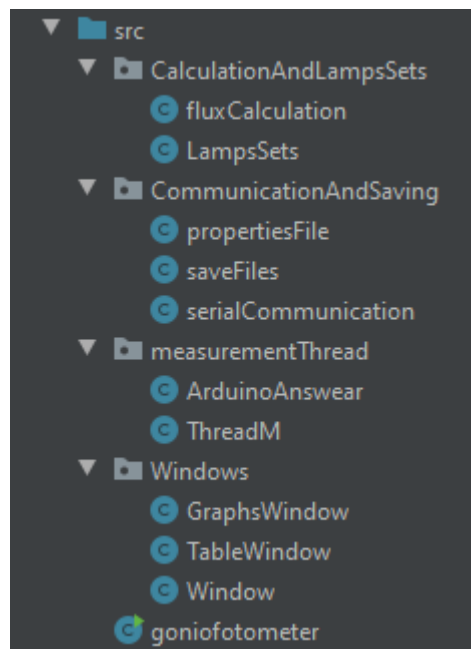 src
CalculationAndLampsSets
fluxCalculation
LampsSets
CommunicationAndSaving
propertiesFile
saveFiles
serialCommunication
measurementThread
ArduinoAnswear
ThreadM
Windows
GraphsWindow
TableWindow
Window
goniofotometer